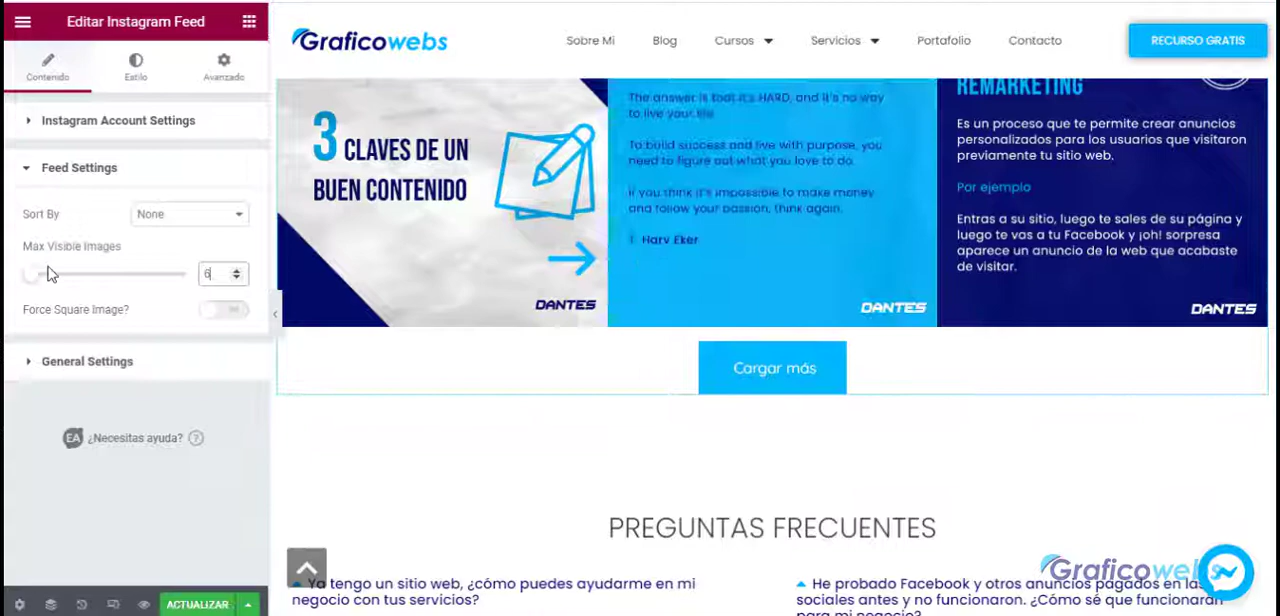 Editar Instagram Feed
Contenido
Estilo
Avanzado
Instagram Account Settings
Feed Settings
Sort By
None
Max Visible Images
6
Force Square Image?
General Settings
EA ¿Necesitas ayuda? ?
ACTUALIZAR
Graficowebs
Sobre Mi
Blog
Cursos
Servicios
Portafolio
Contacto
RECURSO GRATIS
3 CLAVES DE UN
BUEN CONTENIDO
DANTES
The answer is that it's HARD, and it's no way
to live your life.
To build success and live with purpose, you
need to figure out what you love to do.
If you think it's impossible to make money
and follow your passion, think again.
T. Harv Eker
DANTES
REMARKETING
Es un proceso que te permite crear anuncios
personalizados para los usuarios que visitaron
previamente tu sitio web.
Por ejemplo
Entras a su sitio, luego te sales de su página y
luego te vas a tu Facebook y ¡oh! sorpresa
aparece un anuncio de la web que acabaste
de visitar.
DANTES
Cargar más
PREGUNTAS FRECUENTES
Ya tengo un sitio web, ¿cómo puedes ayudarme en mi
negocio con tus servicios?
He probado Facebook y otros anuncios pagados en las
sociales antes y no funcionaron. ¿Cómo sé que funcionarán
para mi negocio?
Graficowebs